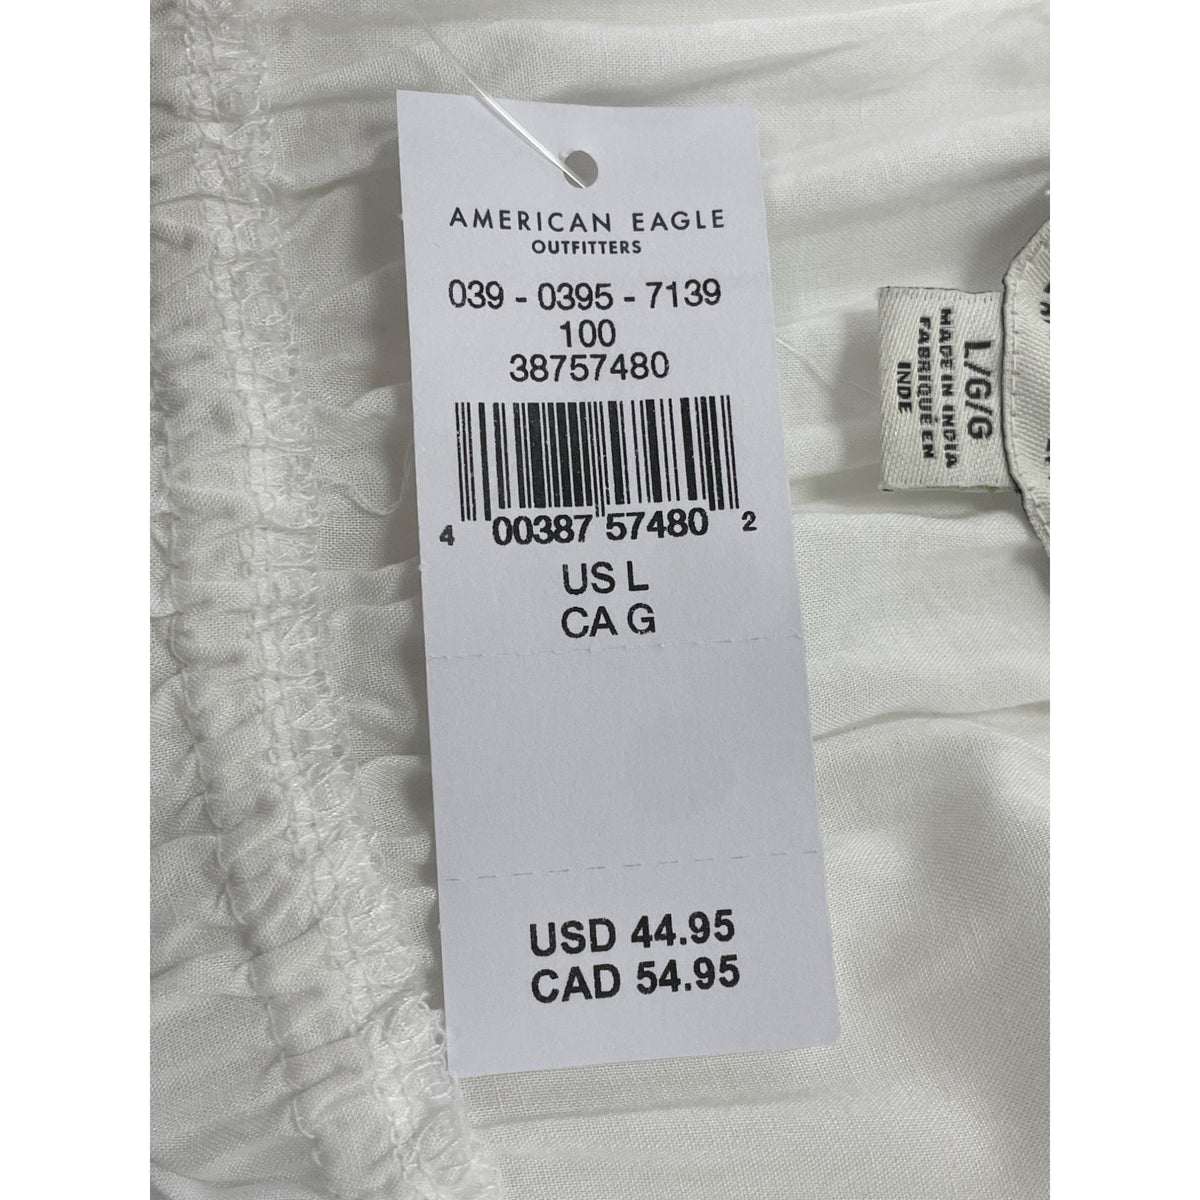 AMERICAN EAGLE
OUTFITTERS
039 - 0395 - 7139
100
38757480
4 00387 57480 2
US L
CA G
USD 44.95
CAD 54.95
L/G/G
MADE IN INDIA
FABRIQUÉ EN
INDE